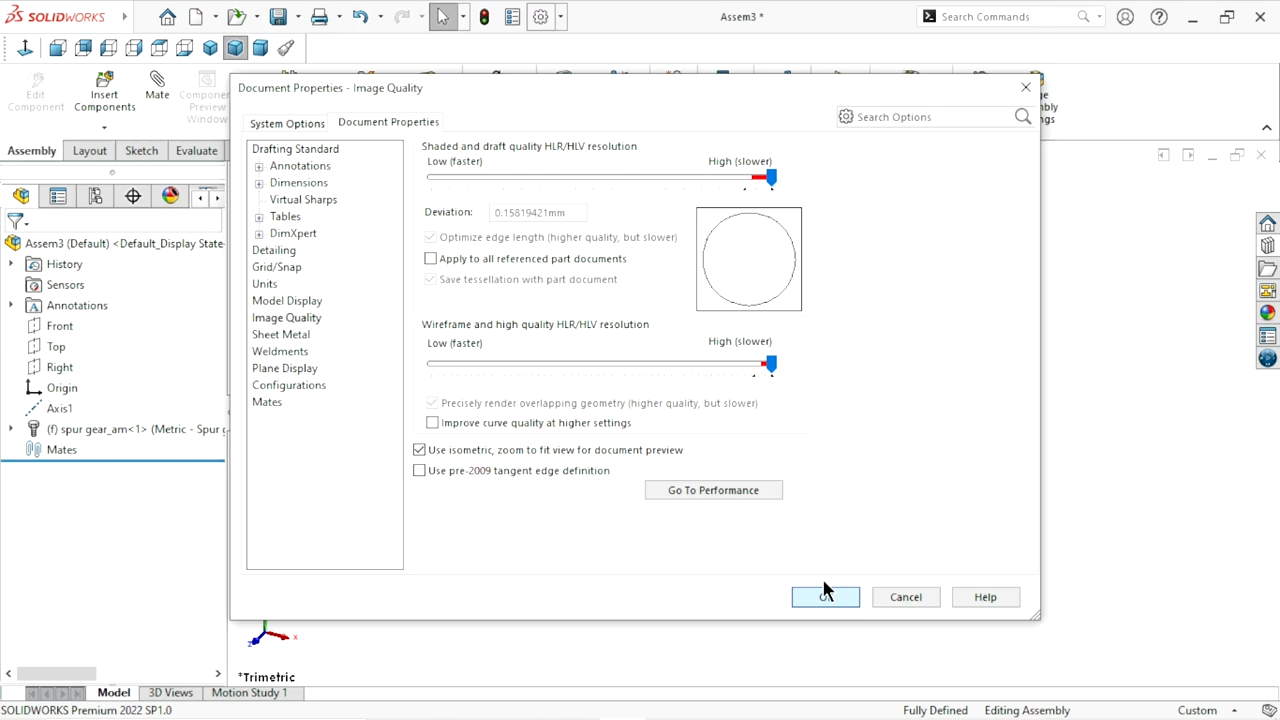 SOLIDWORKS
Assem3 *
Search Commands
Edit
Component
Insert
Components
Mate
Component
Preview
Window
Assembly
Layout
Sketch
Evaluate
Assem3 (Default) <Default_Display State-
History
Sensors
Annotations
Front
Top
Right
Origin
Axis1
(f) spur gear_am<1> (Metric - Spur g
Mates
Document Properties - Image Quality
System Options
Document Properties
Search Options
Drafting Standard
Annotations
Dimensions
Virtual Sharps
Tables
DimXpert
Detailing
Grid/Snap
Units
Model Display
Image Quality
Sheet Metal
Weldments
Plane Display
Configurations
Mates
Shaded and draft quality HLR/HLV resolution
Low (faster)
High (slower)
Deviation:
0.15819421mm
Optimize edge length (higher quality, but slower)
Apply to all referenced part documents
Save tessellation with part document
Wireframe and high quality HLR/HLV resolution
Low (faster)
High (slower)
Precisely render overlapping geometry (higher quality, but slower)
Improve curve quality at higher settings
Use isometric, zoom to fit view for document preview
Use pre-2009 tangent edge definition
Go To Performance
Cancel
Help
z
x
*Trimetric
Model
3D Views
Motion Study 1
SOLIDWORKS Premium 2022 SP1.0
Fully Defined
Editing Assembly
Custom